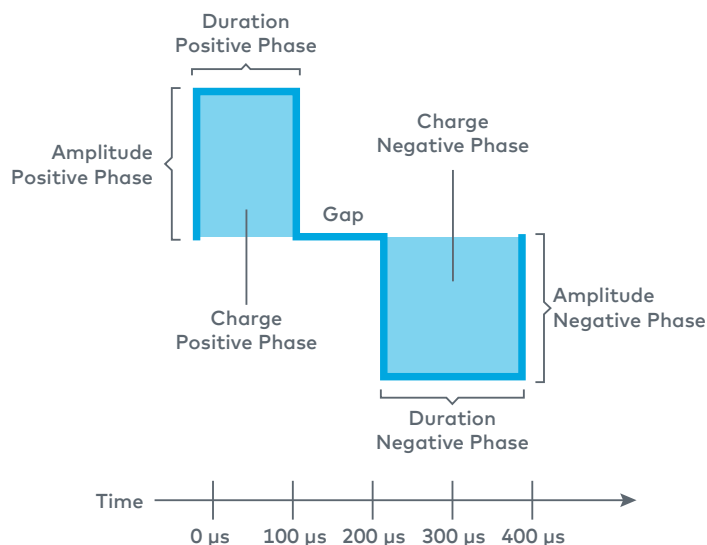 Duration
Positive Phase
Amplitude
Positive Phase
Charge
Negative Phase
Gap
Charge
Positive Phase
Amplitude
Negative Phase
Duration
Negative Phase
Time
0 µs 100 µs 200 µs 300 µs 400 µs